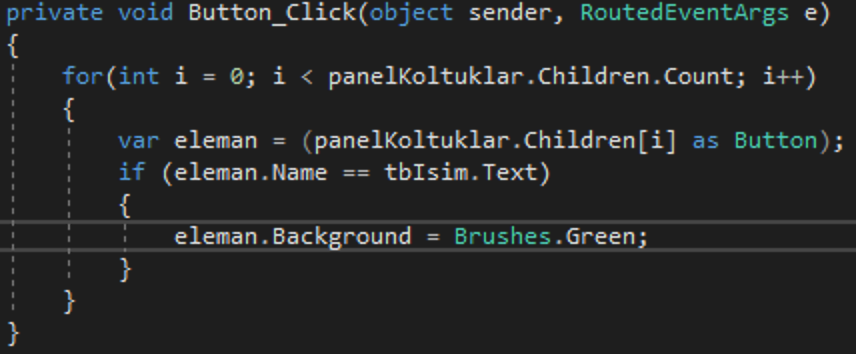 private void Button_Click(object sender, RoutedEventArgs e)
{
    for(int i = 0; i < panelKoltuklar.Children.Count; i++)
    {
        var eleman = (panelKoltuklar.Children[i] as Button);
        if (eleman.Name == tbIsim.Text)
        {
            eleman.Background = Brushes.Green;
        }
    }
}